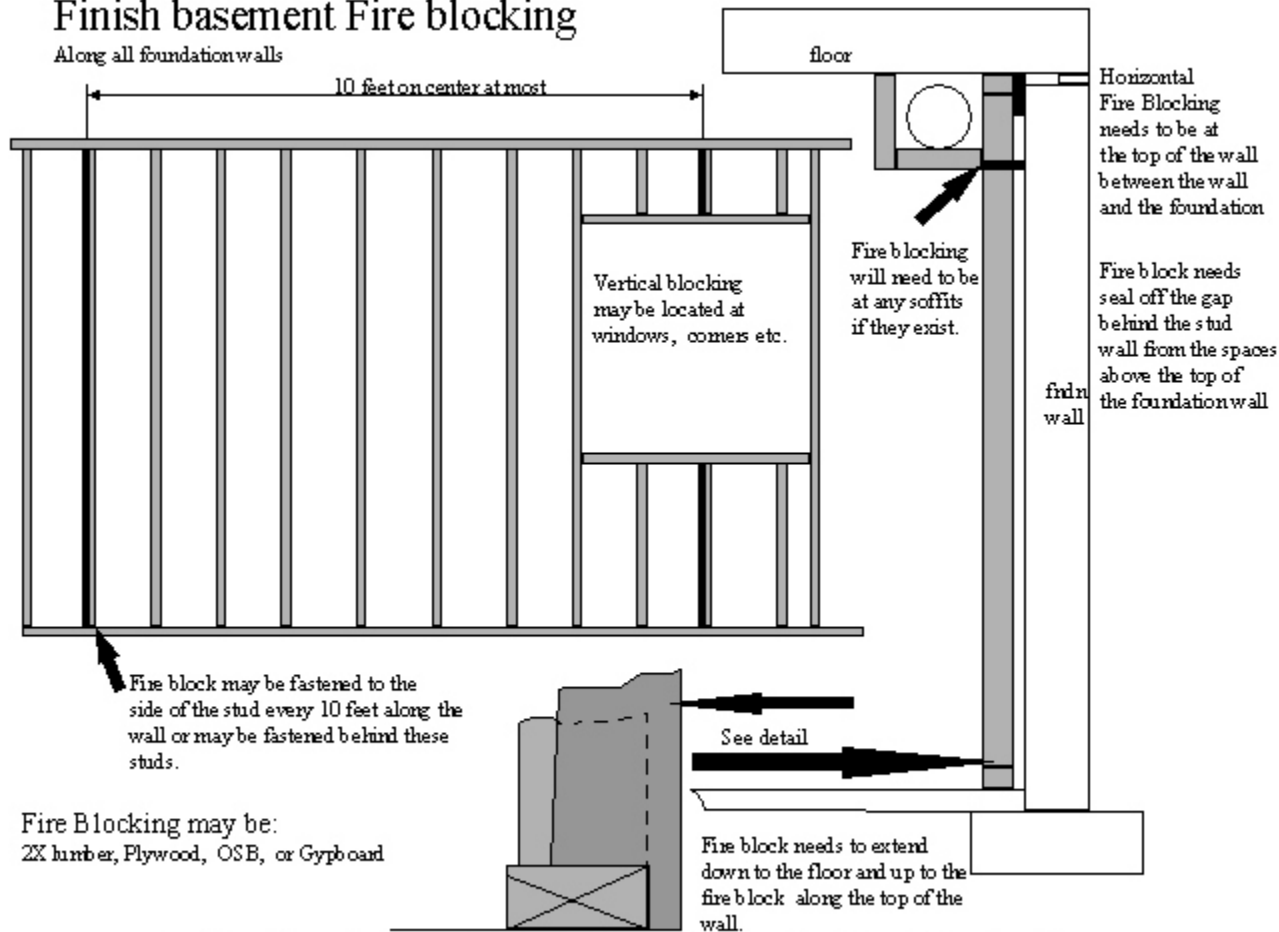 Finish basement Fire blocking
Along all foundation walls
10 feet on center at most
floor
Horizontal
Fire Blocking
needs to be at
the top of the wall
between the wall
and the foundation
Fire blocking
will need to be
at any soffits
if they exist.
Vertical blocking
may be located at
windows, corners etc.
Fire block needs
seal off the gap
behind the stud
wall from the spaces
above the top of
the foundation wall
fndn
wall
Fire block may be fastened to the
side of the stud every 10 feet along the
wall or may be fastened behind these
studs.
See detail
Fire Blocking may be:
2X lumber, Plywood, OSB, or Gypboard
Fire block needs to extend
down to the floor and up to the
fire block along the top of the
wall.